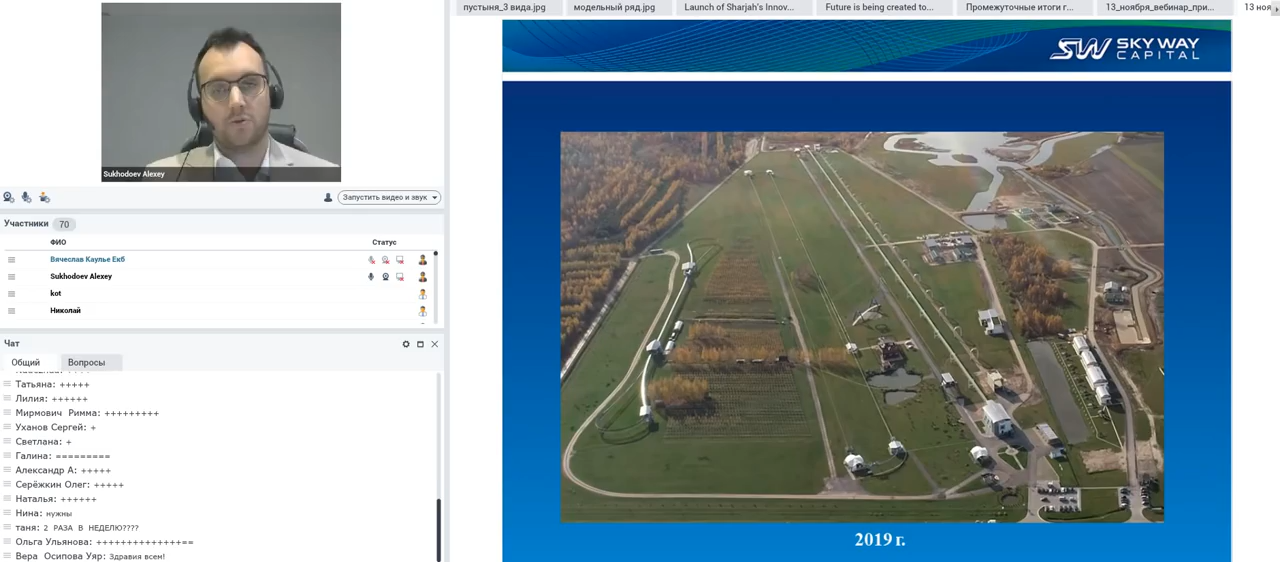 пустыня_3 вида.jpg
модельный ряд.jpg
Launch of Sharjah's Innov...
Future is being created to...
Промежуточные итоги г...
13_ноября_вебинар_при...
13 ноя
SW SKY WAY
CAPITAL
Sukhodoev Alexey
Запустить видео и звук
Участники 70
ФИО Статус
Вячеслав Каулье Екб
Sukhodoev Alexey
kot
Николай
Чат
Общий Вопросы
Татьяна: +++++
Лилия: ++++++
Мирмович Римма: +++++++++
Уханов Сергей: +
Светлана: +
Галина: =========
Александр А: +++++
Серёжкин Олег: +++++
Наталья: ++++++
Нина: нужны
таня: 2 РАЗА В НЕДЕЛЮ????
Ольга Ульянова: +++++++++++++++==
Вера Осипова Уяр: Здравия всем!
2019 г.